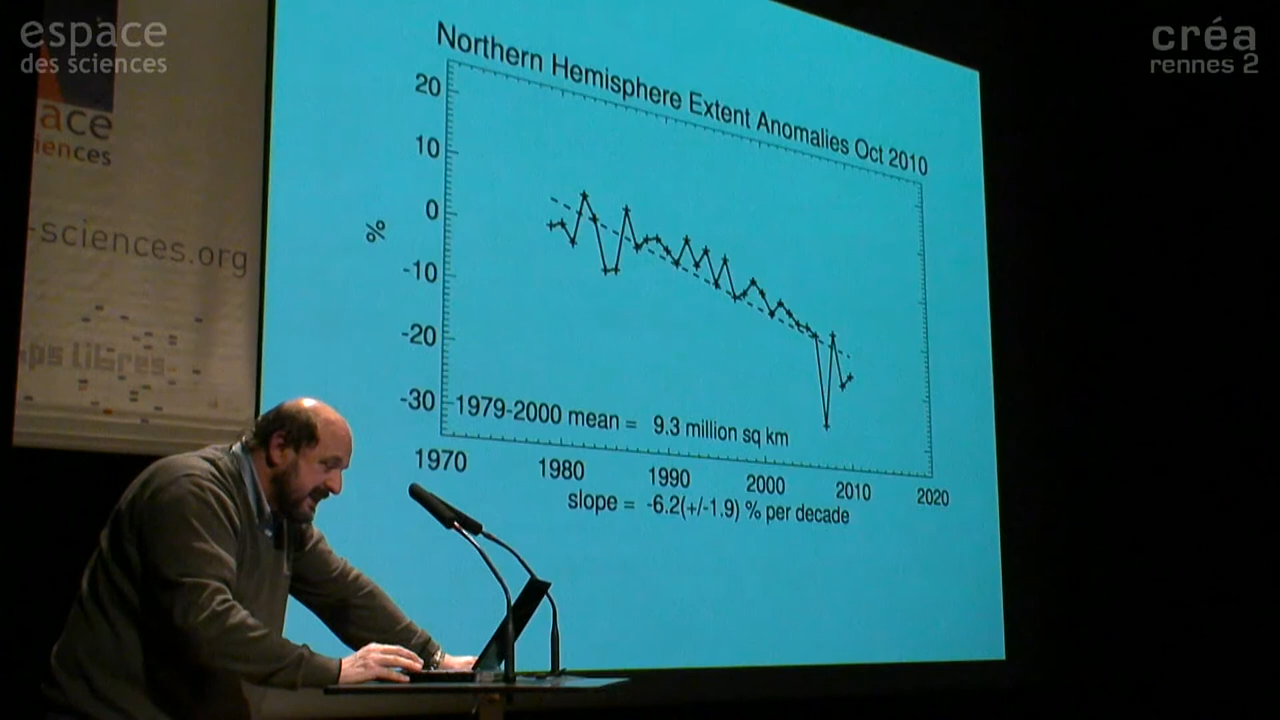 espace
des sciences
créa
rennes 2
ace
iences
-sciences.org
ps libres
Northern Hemisphere Extent Anomalies Oct 2010
20
10
0
-10
-20
-30
%
1979-2000 mean = 9.3 million sq km
1970
1980
1990
2000
2010
2020
slope = -6.2(+/-1.9) % per decade